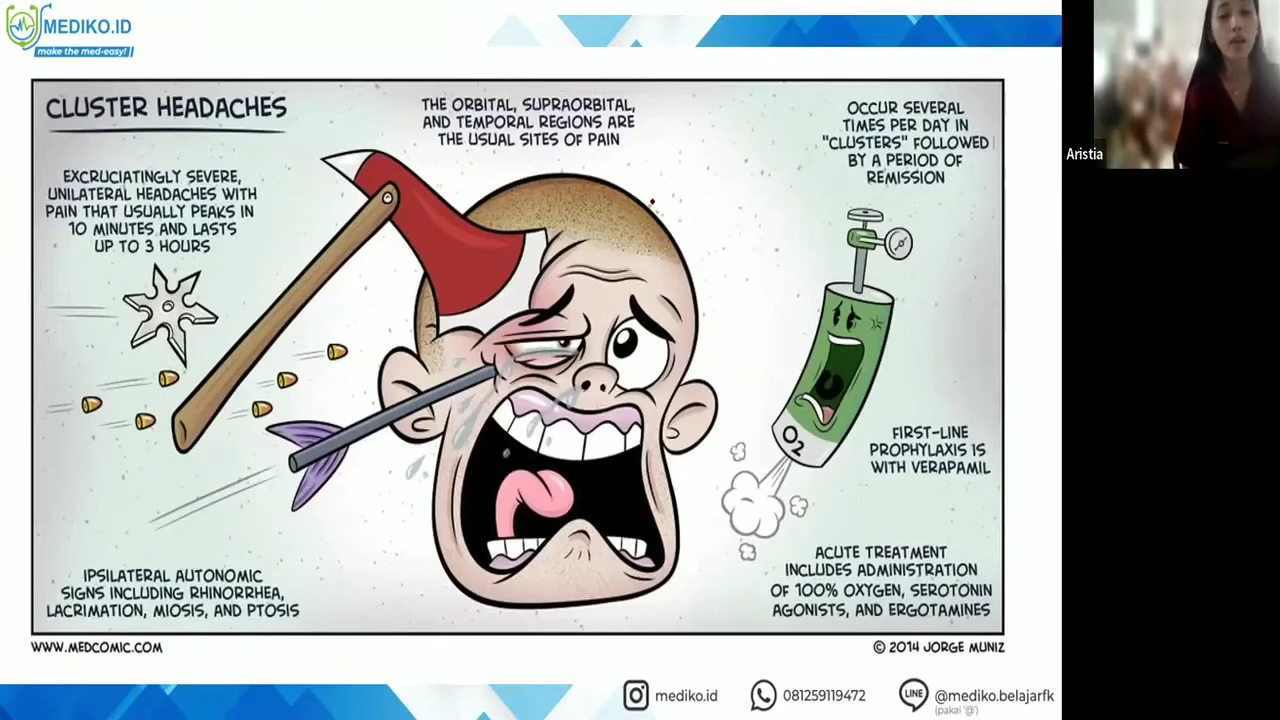 MEDIKO.ID
make the med-easy!
Aristia
CLUSTER HEADACHES
EXCRUCIATINGLY SEVERE,
UNILATERAL HEADACHES WITH
PAIN THAT USUALLY PEAKS IN
10 MINUTES AND LASTS
UP TO 3 HOURS
THE ORBITAL, SUPRAORBITAL,
AND TEMPORAL REGIONS ARE
THE USUAL SITES OF PAIN
OCCUR SEVERAL
TIMES PER DAY IN
"CLUSTERS" FOLLOWED
BY A PERIOD OF
REMISSION
O2
FIRST-LINE
PROPHYLAXIS IS
WITH VERAPAMIL
IPSILATERAL AUTONOMIC
SIGNS INCLUDING RHINORRHEA,
LACRIMATION, MIOSIS, AND PTOSIS
ACUTE TREATMENT
INCLUDES ADMINISTRATION
OF 100% OXYGEN, SEROTONIN
AGONISTS, AND ERGOTAMINES
WWW.MEDCOMIC.COM
© 2014 JORGE MUNIZ
mediko.id
081259119472
LINE
@mediko.belajarfk
(pakai '@')